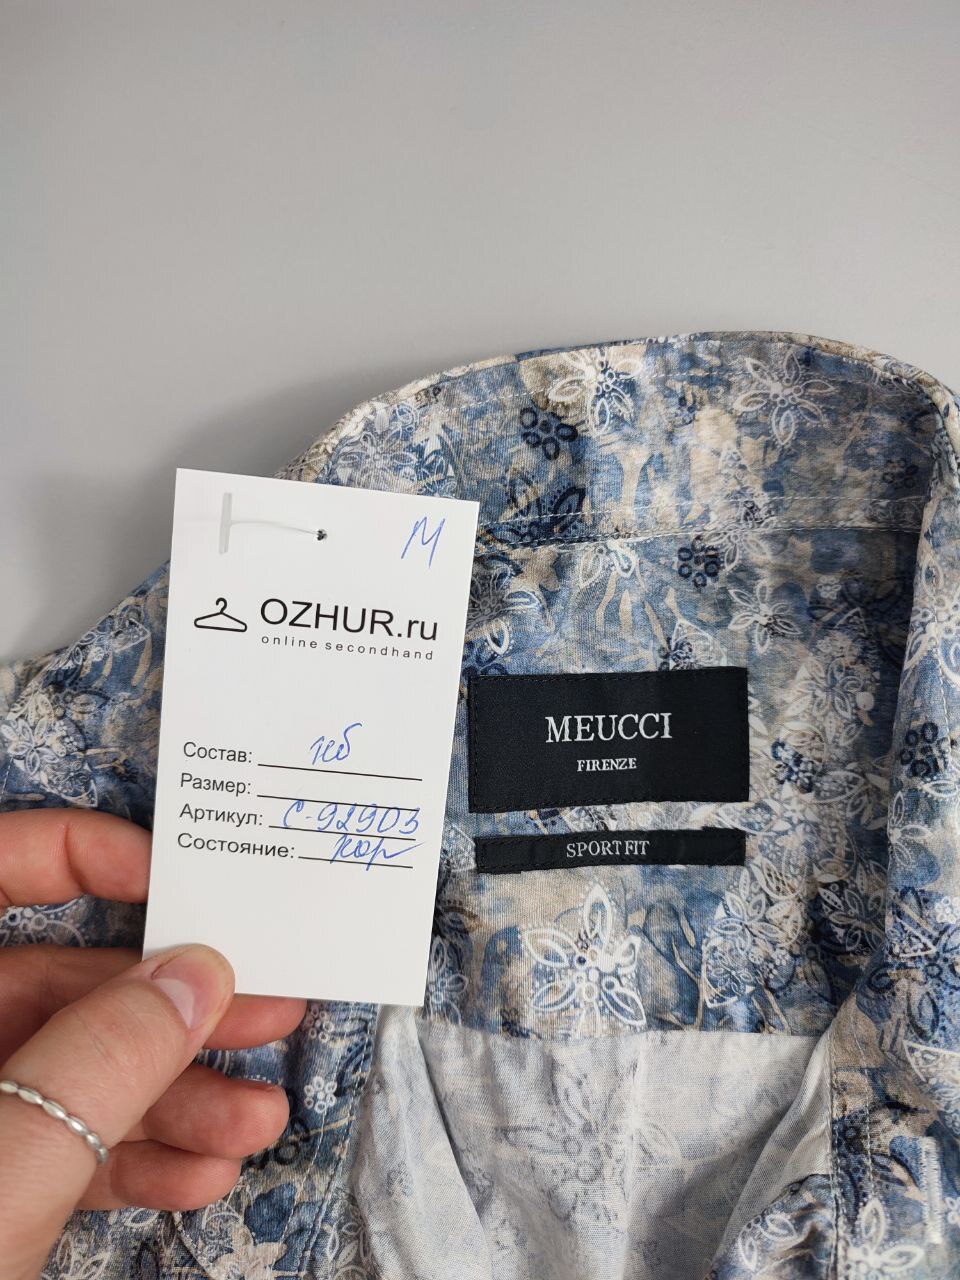 М
OZHUR.ru
online secondhand
Состав: хб
Размер:
Артикул: С-92903
Состояние: хор
MEUCCI
FIRENZE
SPORT FIT